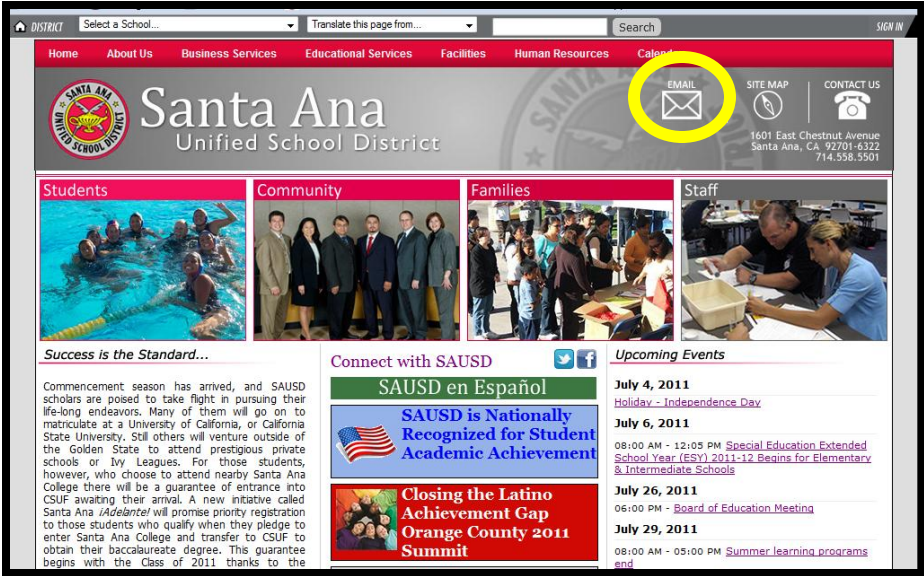 DISTRICT Select a School... Translate this page from... Search SIGN IN
Home About Us Business Services Educational Services Facilities Human Resources
SANTA ANA
UNIFIED SCHOOL DISTRICT
Santa Ana
Unified School District
EMAIL SITE MAP CONTACT US
1601 East Chestnut Avenue
Santa Ana, CA 92701-6322
714.558.5501
Students Community Families Staff
Success is the Standard...
Commencement season has arrived, and SAUSD
scholars are poised to take flight in pursuing their
life-long endeavors. Many of them will go on to
matriculate at a University of California, or California
State University. Still others will venture outside of
the Golden State to attend prestigious private
schools or Ivy Leagues. For those students,
however, who choose to attend nearby Santa Ana
College there will be a guarantee of entrance into
CSUF awaiting their arrival. A new initiative called
Santa Ana iAdelante! will promise priority registration
to those students who qualify when they pledge to
enter Santa Ana College and transfer to CSUF to
obtain their baccalaureate degree. This guarantee
begins with the Class of 2011 thanks to the
Connect with SAUSD
SAUSD en Español
SAUSD is Nationally
Recognized for Student
Academic Achievement
Closing the Latino
Achievement Gap
Orange County 2011
Summit
Upcoming Events
July 4, 2011
Holiday - Independence Day
July 6, 2011
08:00 AM - 12:05 PM Special Education Extended
School Year (ESY) 2011-12 Begins for Elementary
& Intermediate Schools
July 26, 2011
06:00 PM - Board of Education Meeting
July 29, 2011
08:00 AM - 05:00 PM Summer learning programs
end